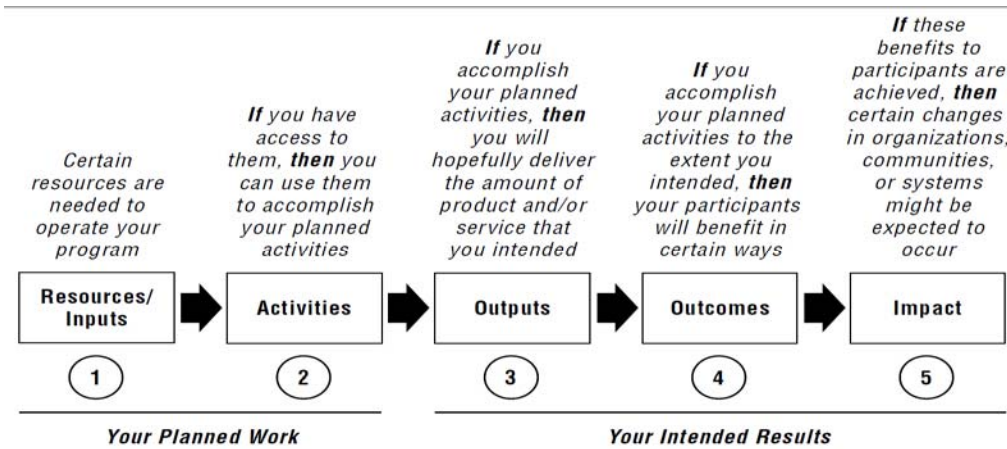 Certain
resources are
needed to
operate your
program
If you have
access to
them, then you
can use them
to accomplish
your planned
activities
If you
accomplish
your planned
activities, then
you will
hopefully deliver
the amount of
product and/or
service that
you intended
If you
accomplish
your planned
activities to the
extent you
intended, then
your participants
will benefit in
certain ways
If these
benefits to
participants are
achieved, then
certain changes
in organizations,
communities,
or systems
might be
expected to
occur
Resources/
Inputs
Activities
Outputs
Outcomes
Impact
1
2
3
4
5
Your Planned Work
Your Intended Results